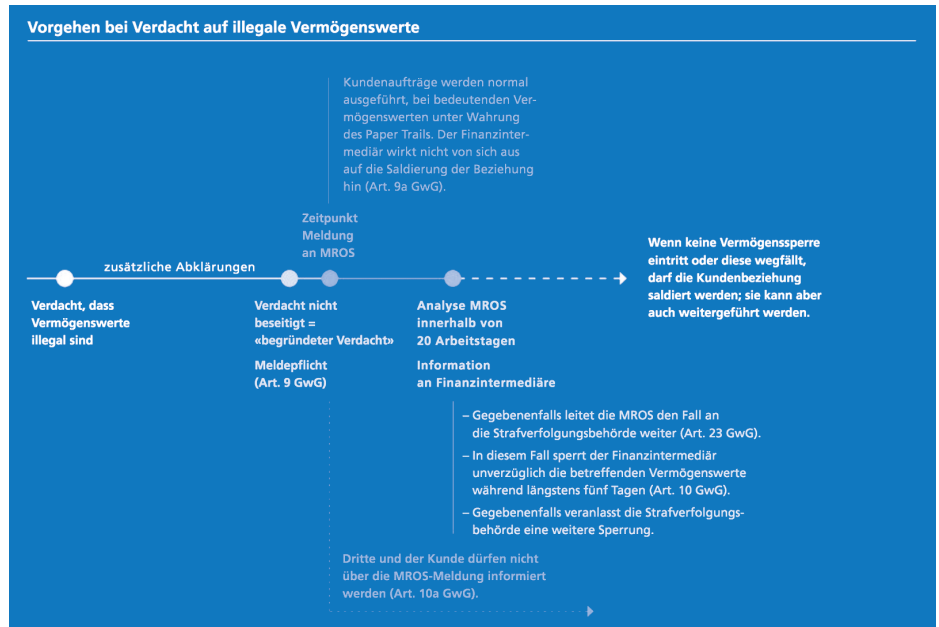 Vorgehen bei Verdacht auf illegale Vermögenswerte
Kundenaufträge werden normal
ausgeführt, bei bedeutenden Ver-
mögenswerten unter Wahrung
des Paper Trails. Der Finanzinter-
mediär wirkt nicht von sich aus
auf die Saldierung der Beziehung
hin (Art. 9a GwG).
Zeitpunkt
Meldung
an MROS
zusätzliche Abklärungen
Verdacht, dass
Vermögenswerte
illegal sind
Verdacht nicht
beseitigt =
«begründeter Verdacht»
Meldepflicht
(Art. 9 GwG)
Analyse MROS
innerhalb von
20 Arbeitstagen
Information
an Finanzintermediäre
Wenn keine Vermögenssperre
eintritt oder diese wegfällt,
darf die Kundenbeziehung
saldiert werden; sie kann aber
auch weitergeführt werden.
– Gegebenenfalls leitet die MROS den Fall an
die Strafverfolgungsbehörde weiter (Art. 23 GwG).
– In diesem Fall sperrt der Finanzintermediär
unverzüglich die betreffenden Vermögenswerte
während längstens fünf Tagen (Art. 10 GwG).
– Gegebenenfalls veranlasst die Strafverfolgungs-
behörde eine weitere Sperrung.
Dritte und der Kunde dürfen nicht
über die MROS-Meldung informiert
werden (Art. 10a GwG).